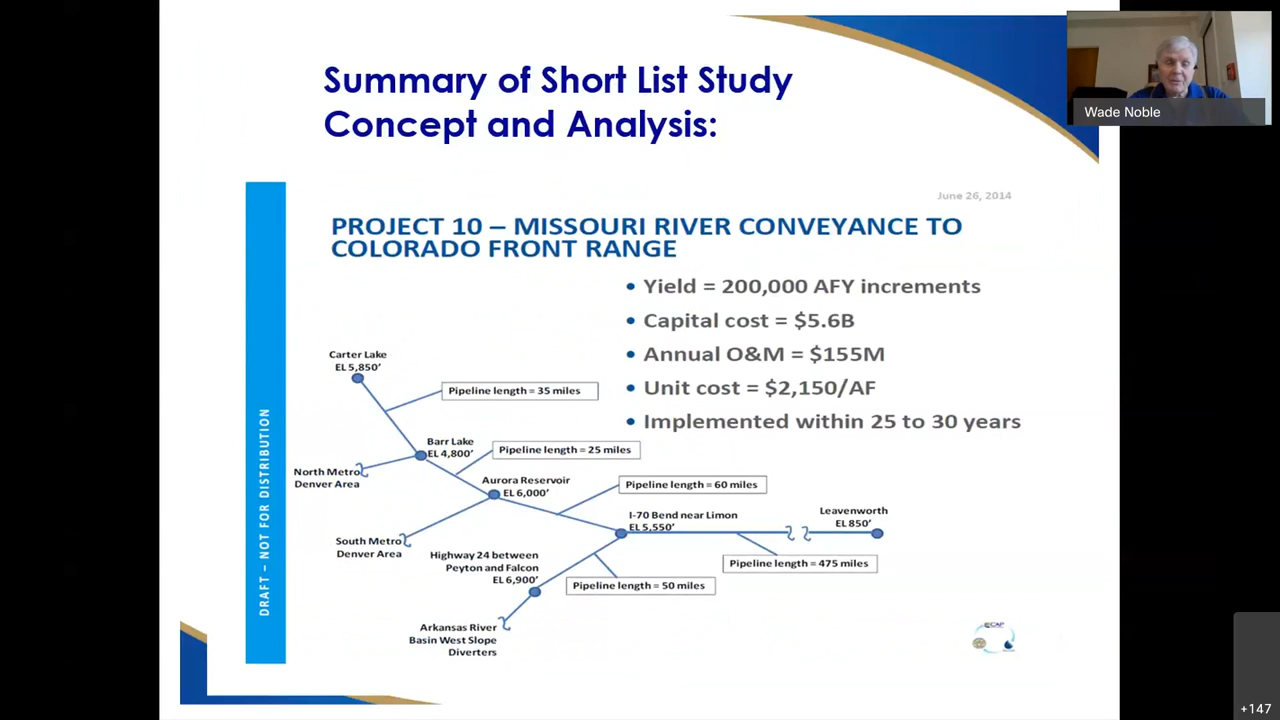 Summary of Short List Study
Concept and Analysis:
Wade Noble
June 26, 2014
PROJECT 10 – MISSOURI RIVER CONVEYANCE TO
COLORADO FRONT RANGE
• Yield = 200,000 AFY increments
• Capital cost = $5.6B
• Annual O&M = $155M
• Unit cost = $2,150/AF
• Implemented within 25 to 30 years
DRAFT – NOT FOR DISTRIBUTION
Carter Lake
EL 5,850'
Pipeline length = 35 miles
Barr Lake
EL 4,800'
Pipeline length = 25 miles
North Metro
Denver Area
Aurora Reservoir
EL 6,000'
Pipeline length = 60 miles
I-70 Bend near Limon
EL 5,550'
Leavenworth
EL 850'
South Metro
Denver Area
Highway 24 between
Peyton and Falcon
EL 6,900'
Pipeline length = 475 miles
Pipeline length = 50 miles
Arkansas River
Basin West Slope
Diverters
CAP
+147